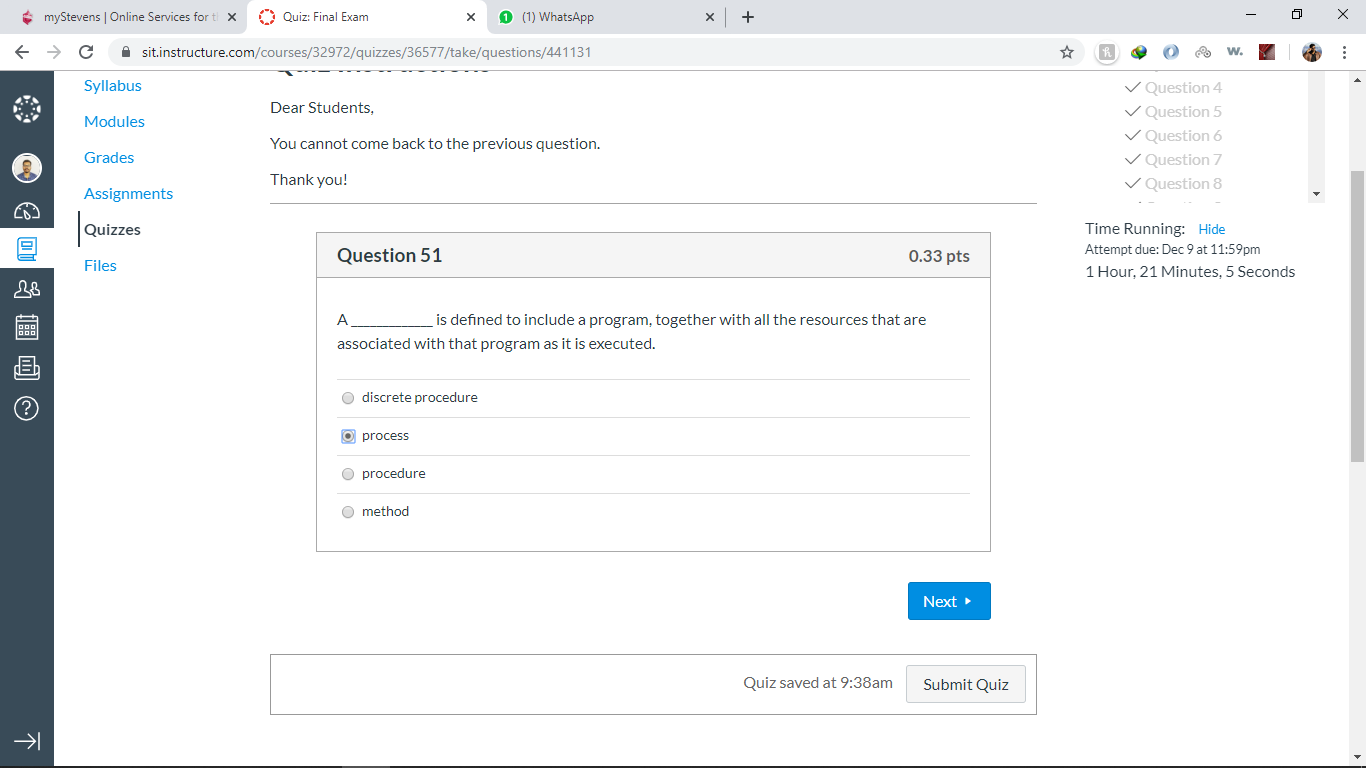 myStevens | Online Services for t
Quiz: Final Exam
(1) WhatsApp
sit.instructure.com/courses/32972/quizzes/36577/take/questions/441131
Syllabus
Modules
Grades
Assignments
Quizzes
Files
Quiz Instructions
Dear Students,
You cannot come back to the previous question.
Thank you!
Question 51
0.33 pts
A _____________ is defined to include a program, together with all the resources that are
associated with that program as it is executed.
discrete procedure
process
procedure
method
Next
Quiz saved at 9:38am
Submit Quiz
Question 4
Question 5
Question 6
Question 7
Question 8
Time Running: Hide
Attempt due: Dec 9 at 11:59pm
1 Hour, 21 Minutes, 5 Seconds